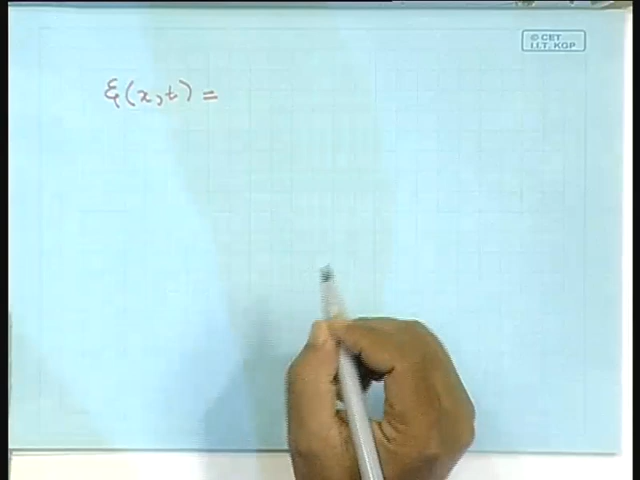 © CET
I.I.T. KGP
ξ(x,t) =